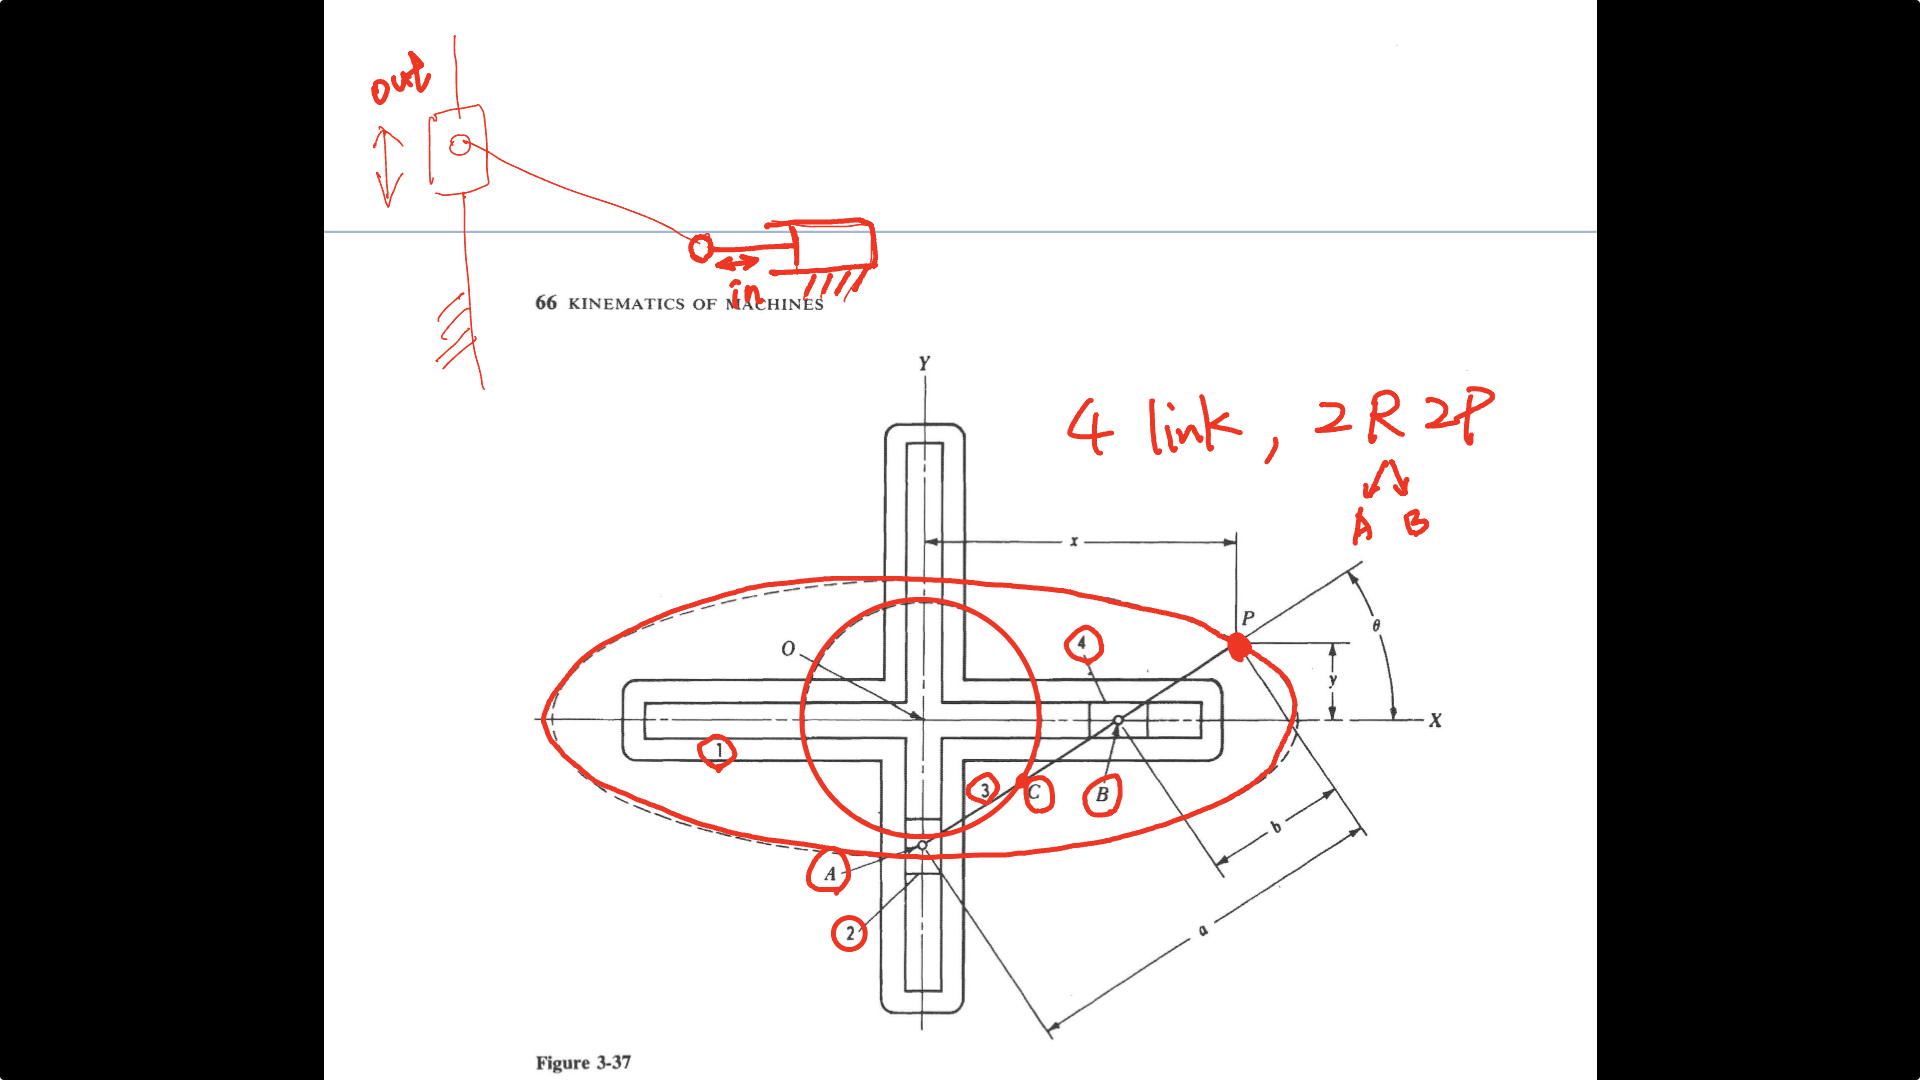 out
in
66 KINEMATICS OF MACHINES
Y
4 link, 2R 2P
A B
x
P
θ
O
4
y
X
1
3
C
B
b
A
2
a
Figure 3-37